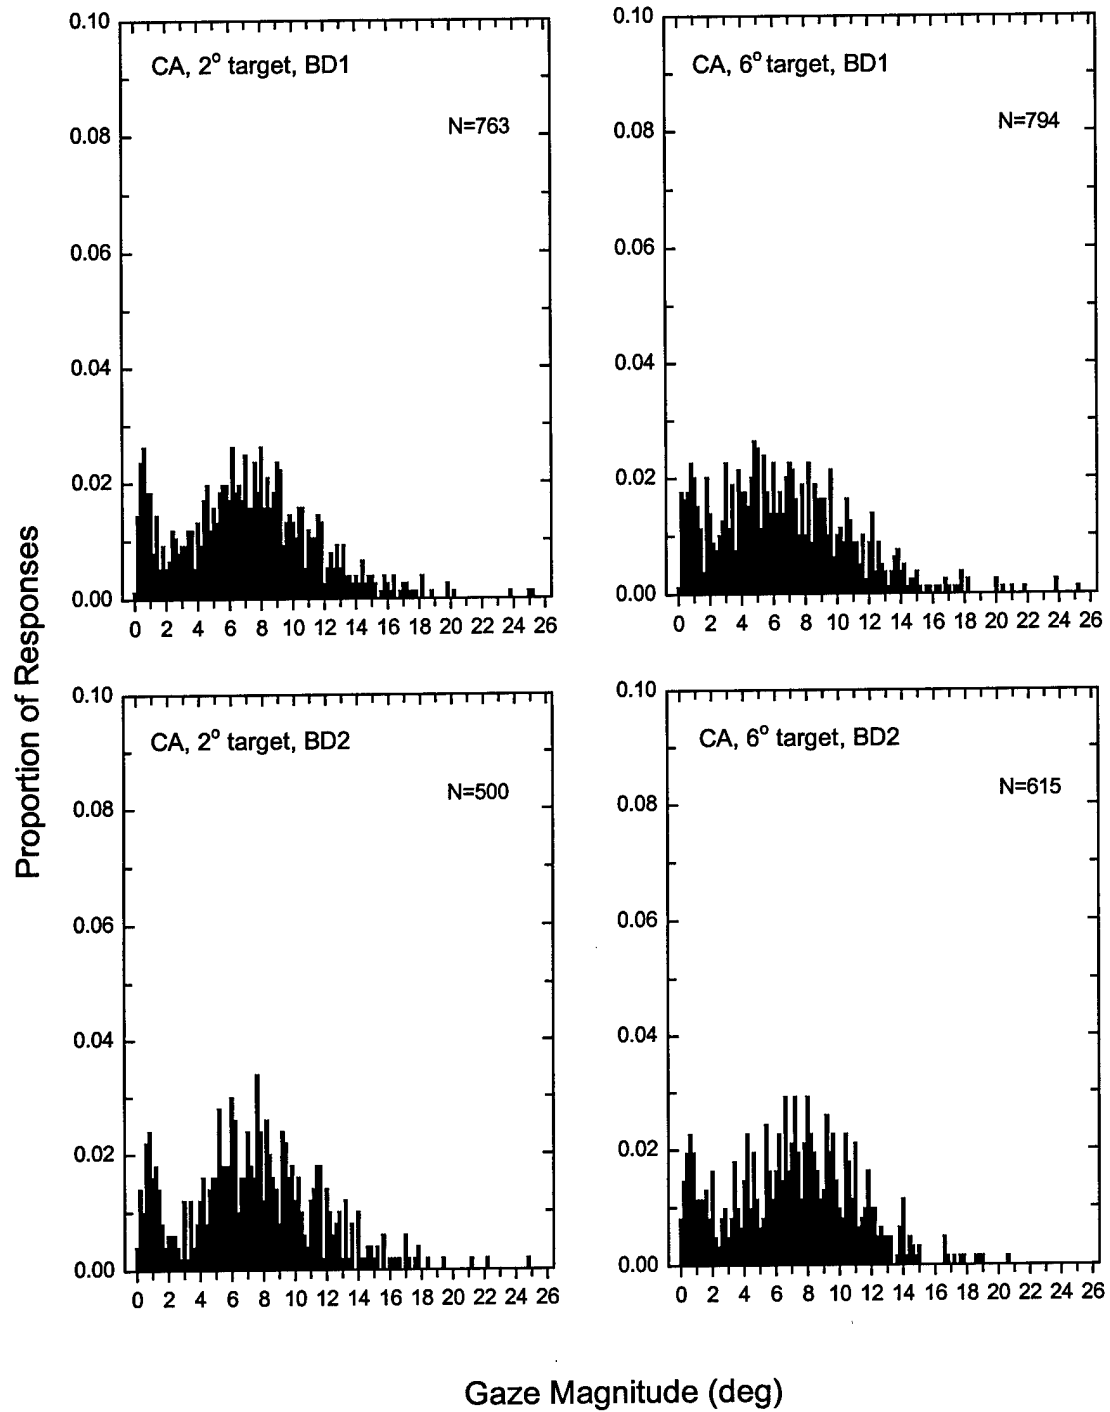 CA, 2° target, BD1
N=763
0.10
0.08
0.06
0.04
0.02
0.00
0 2 4 6 8 10 12 14 16 18 20 22 24 26
CA, 6° target, BD1
N=794
0.10
0.08
0.06
0.04
0.02
0.00
0 2 4 6 8 10 12 14 16 18 20 22 24 26
CA, 2° target, BD2
N=500
0.10
0.08
0.06
0.04
0.02
0.00
0 2 4 6 8 10 12 14 16 18 20 22 24 26
CA, 6° target, BD2
N=615
0.10
0.08
0.06
0.04
0.02
0.00
0 2 4 6 8 10 12 14 16 18 20 22 24 26
Proportion of Responses
Gaze Magnitude (deg)